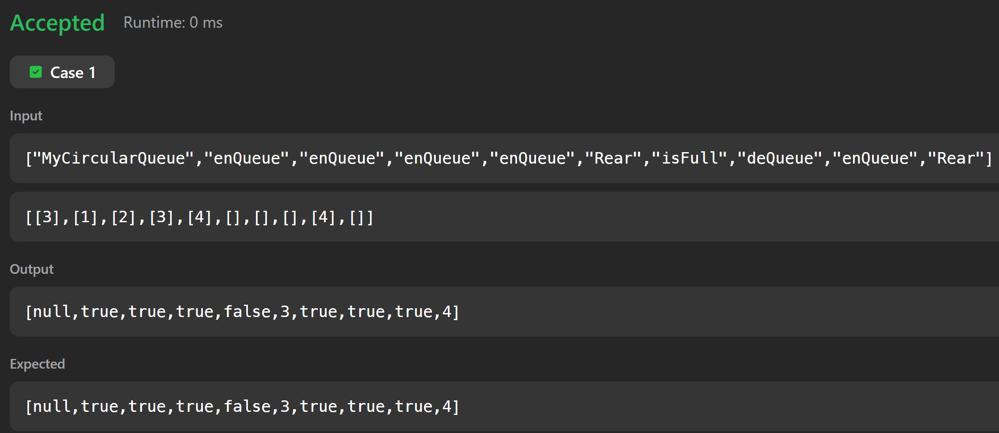 Accepted Runtime: 0 ms
Case 1
Input
["MyCircularQueue","enQueue","enQueue","enQueue","enQueue","Rear","isFull","deQueue","enQueue","Rear"]
[[3],[1],[2],[3],[4],[],[],[],[4],[]]
Output
[null,true,true,true,false,3,true,true,true,4]
Expected
[null,true,true,true,false,3,true,true,true,4]